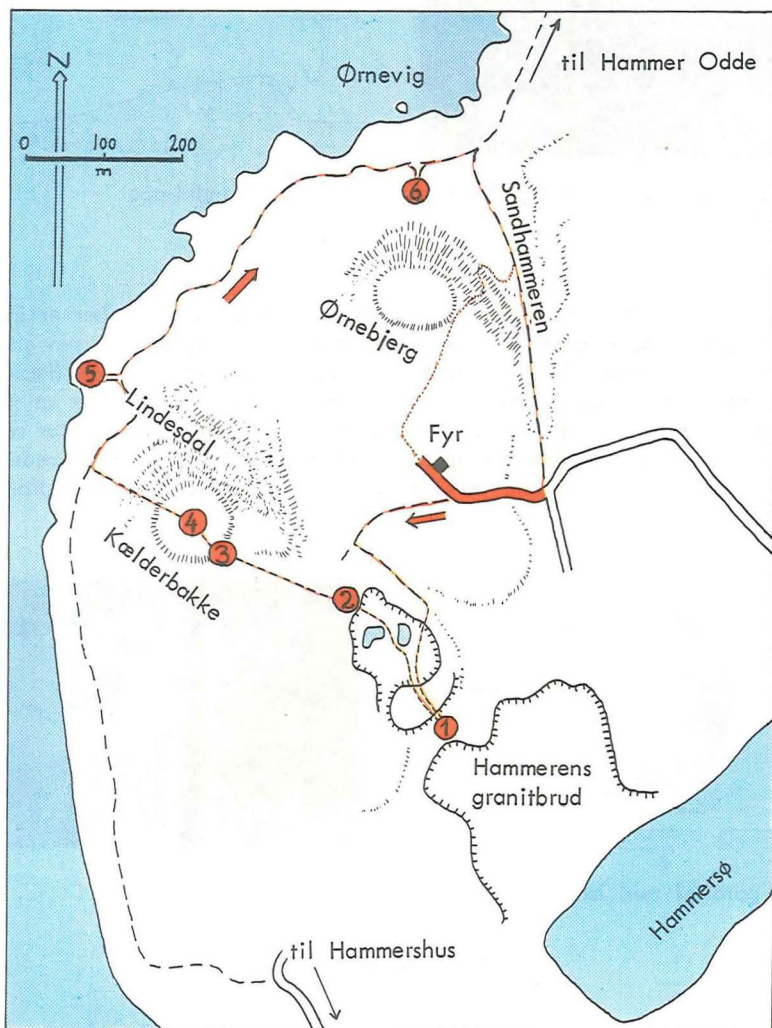 Ørnevig
til Hammer Odde
N
0 100 200
m
6
Sandhammeren
Ørnebjerg
5
Lindesdal
Fyr
4
3
Kælderbakke
2
1
Hammerens
granitbrud
Hammersø
til Hammershus